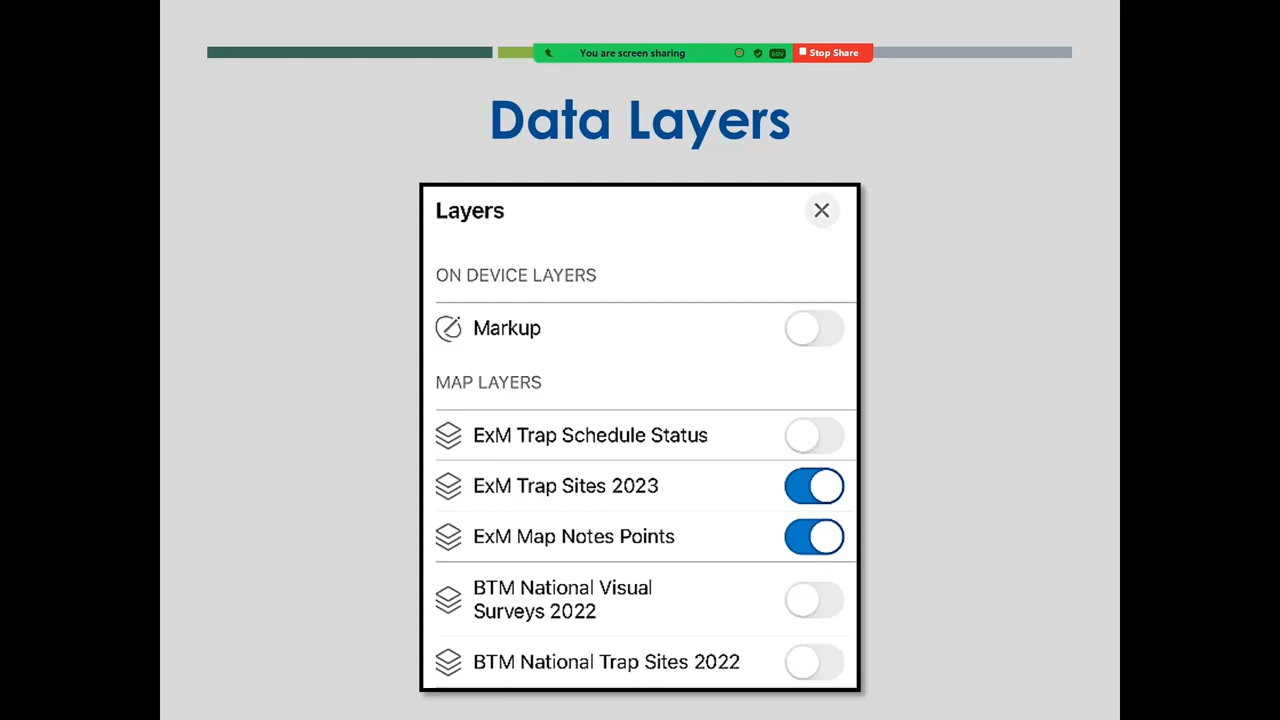 You are screen sharing
GOV
Stop Share
Data Layers
Layers
ON DEVICE LAYERS
Markup
MAP LAYERS
ExM Trap Schedule Status
ExM Trap Sites 2023
ExM Map Notes Points
BTM National Visual
Surveys 2022
BTM National Trap Sites 2022